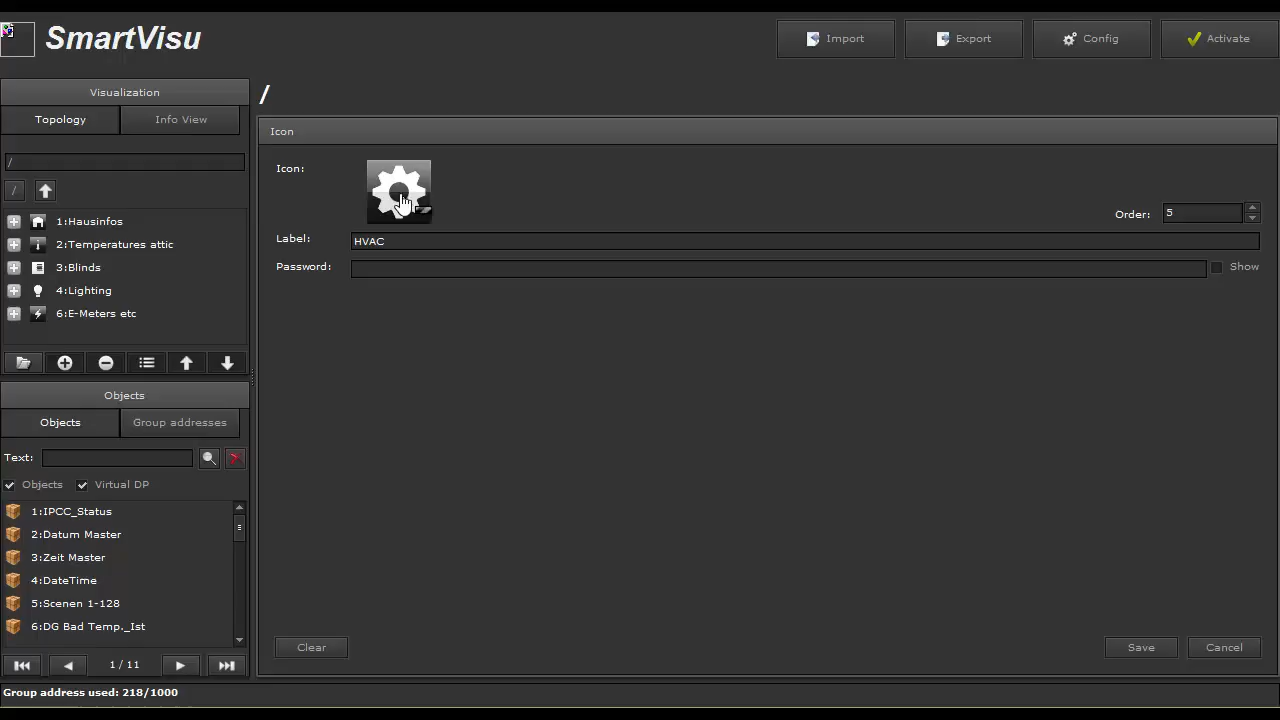 SmartVisu
Import
Export
Config
Activate
Visualization
Topology
Info View
/
/
1:Hausinfos
2:Temperatures attic
3:Blinds
4:Lighting
6:E-Meters etc
Objects
Objects
Group addresses
Text:
Objects
Virtual DP
1:IPCC_Status
2:Datum Master
3:Zeit Master
4:DateTime
5:Scenen 1-128
6:DG Bad Temp._Ist
1 / 11
/
Icon
Icon:
Order: 5
Label: HVAC
Password:
Show
Clear
Save
Cancel
Group address used: 218/1000